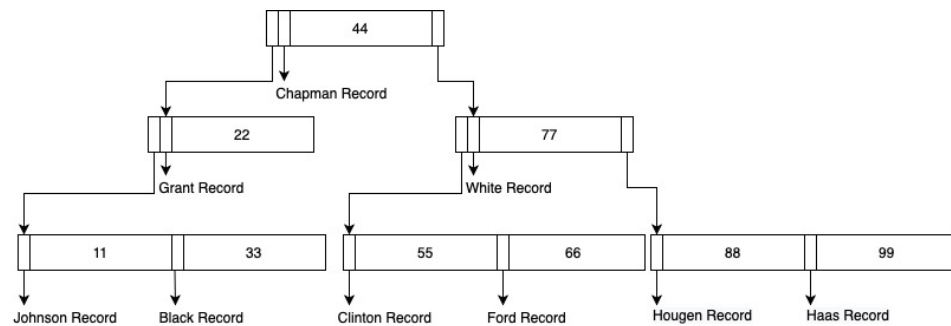 44
Chapman Record
22
77
Grant Record
White Record
11
33
55
66
88
99
Johnson Record
Black Record
Clinton Record
Ford Record
Hougen Record
Haas Record